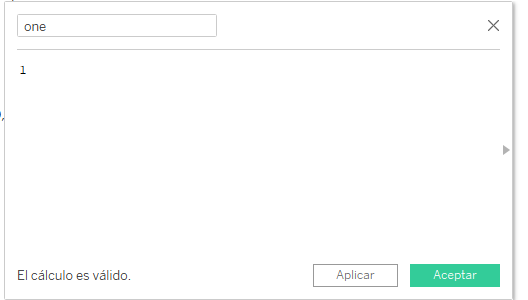 one
1
El cálculo es válido.
Aplicar
Aceptar